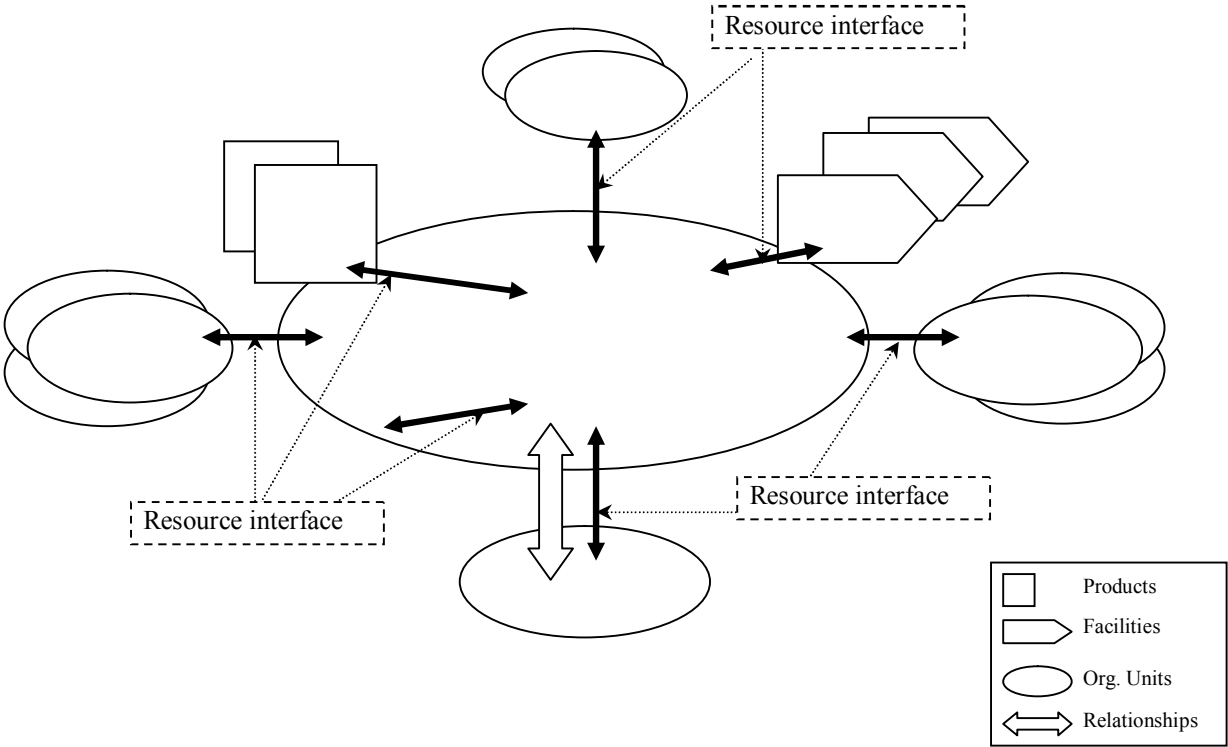 Resource interface
Resource interface
Resource interface
Products
Facilities
Org. Units
Relationships